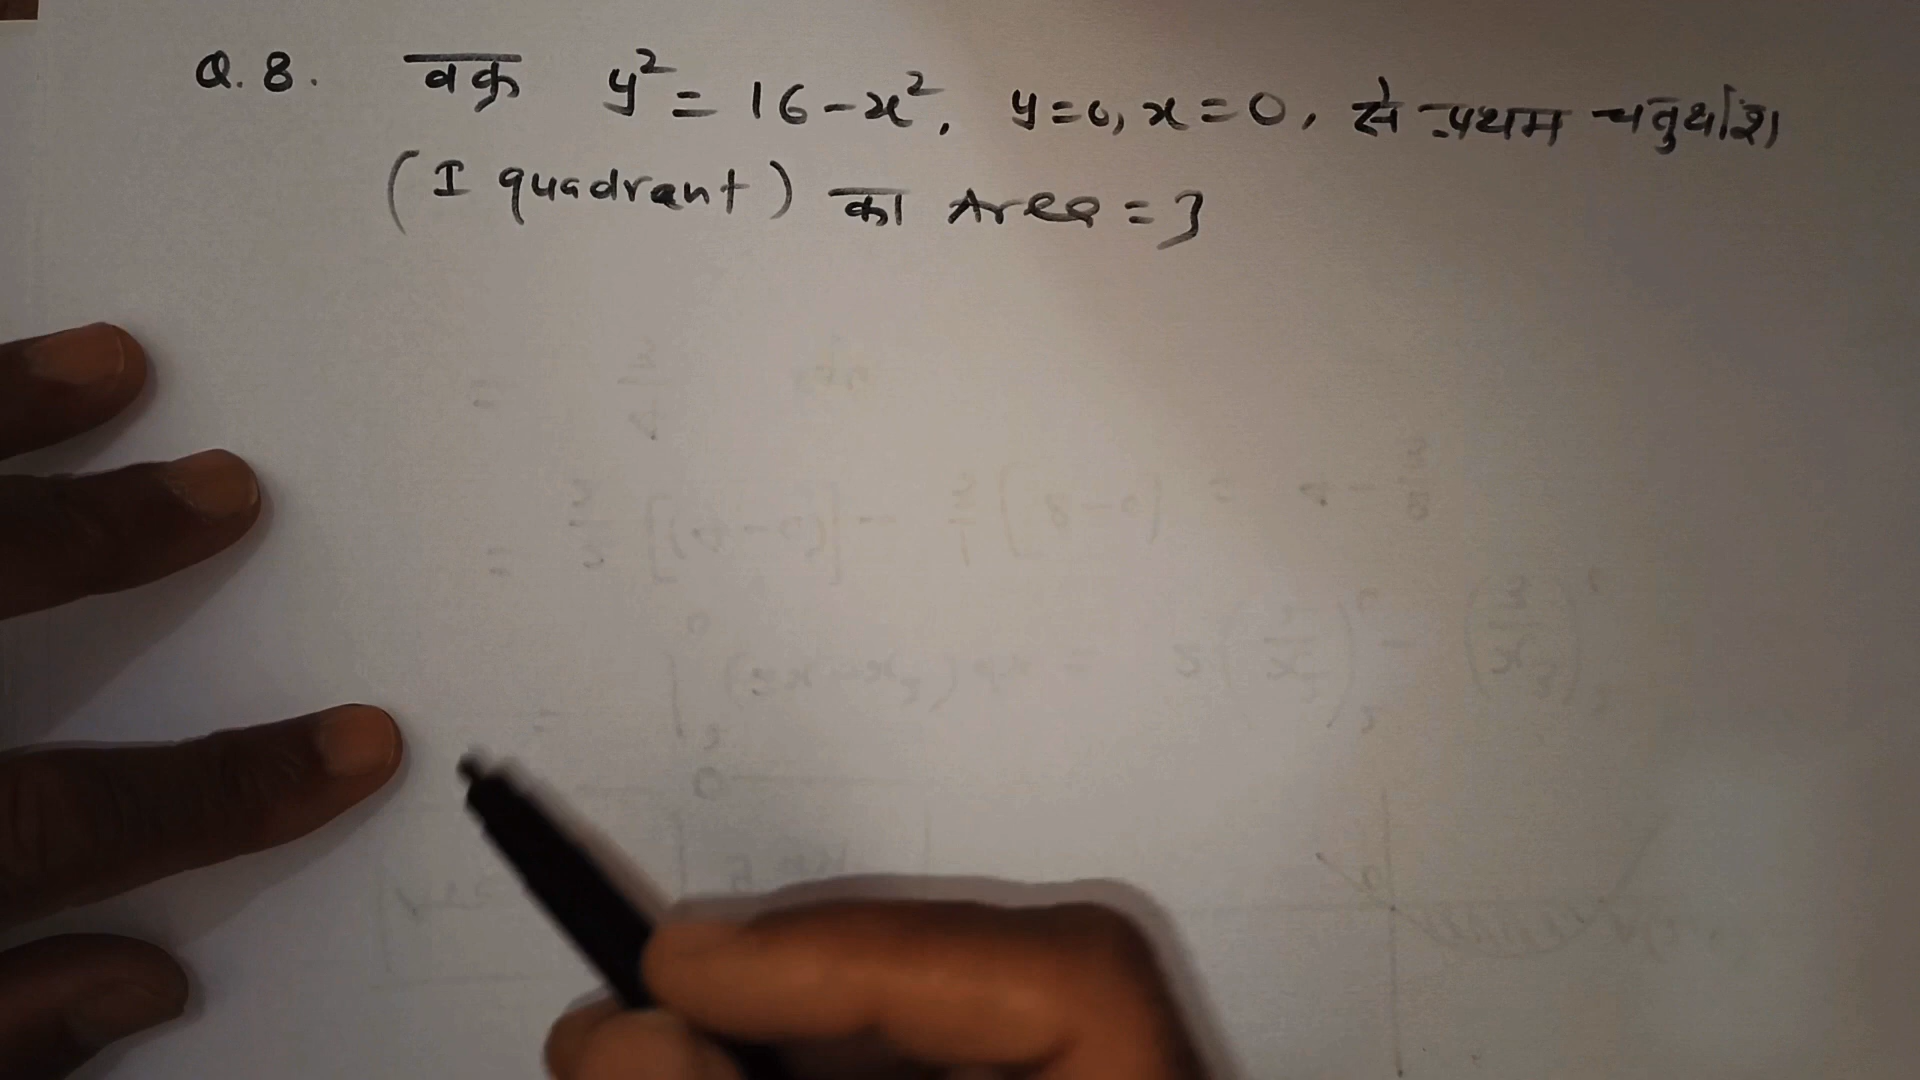 Q. 8. वक्र y² = 16 - x², y=0, x=0, से प्रथम चतुर्थांश
(I quadrant) का Area = ?